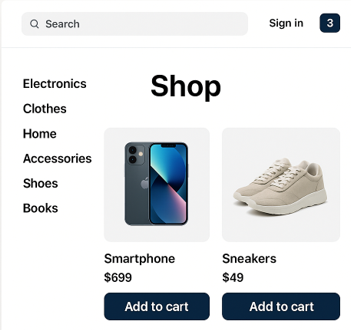 Search
Sign in
3
Shop
Electronics
Clothes
Home
Accessories
Shoes
Books
Smartphone
$699
Add to cart
Sneakers
$49
Add to cart